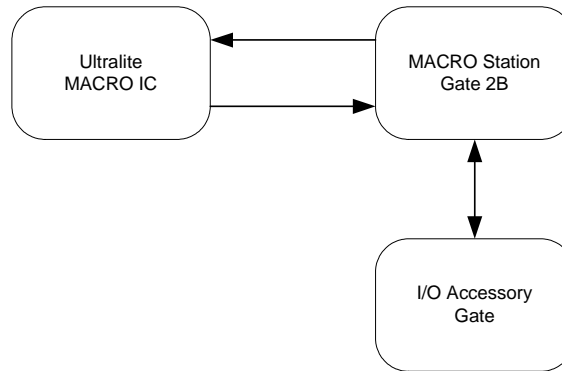 Ultralite
MACRO IC
MACRO Station
Gate 2B
I/O Accessory
Gate